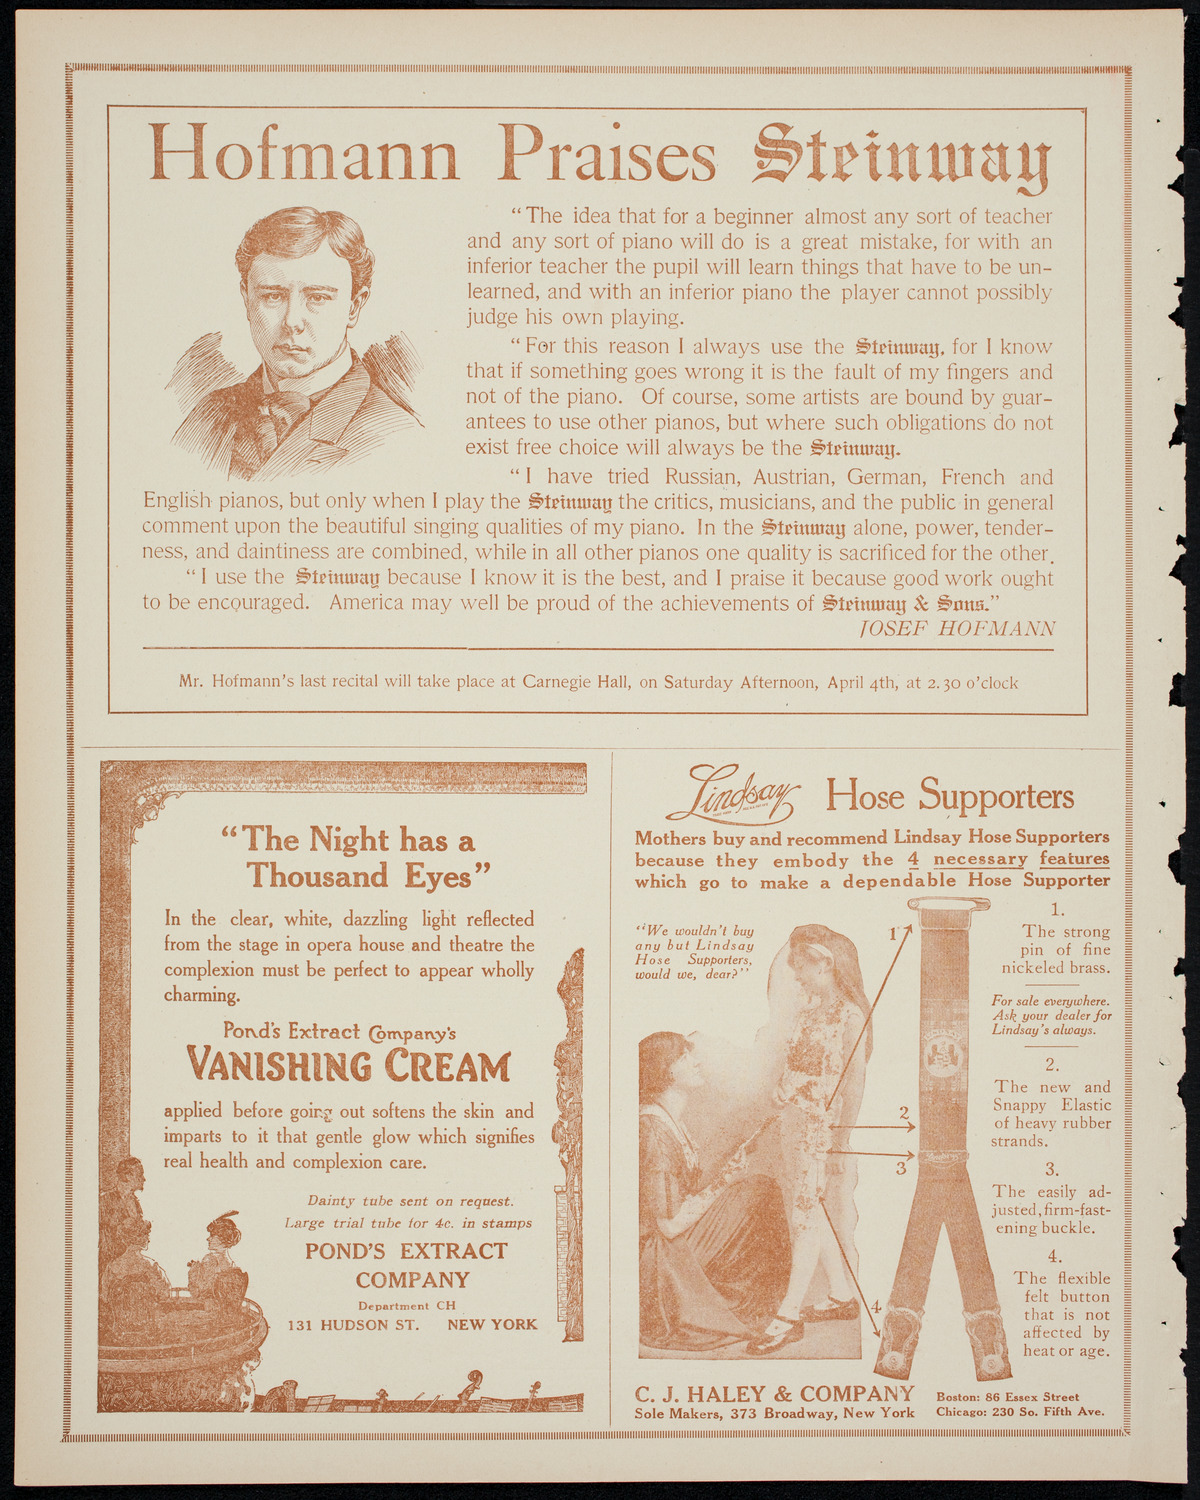 Hofmann Praises Steinway
“The idea that for a beginner almost any sort of teacher
and any sort of piano will do is a great mistake, for with an
inferior teacher the pupil will learn things that have to be un-
learned, and with an inferior piano the player cannot possibly
judge his own playing.
“For this reason I always use the Steinway, for I know
that if something goes wrong it is the fault of my fingers and
not of the piano. Of course, some artists are bound by guar-
antees to use other pianos, but where such obligations do not
exist free choice will always be the Steinway.
“I have tried Russian, Austrian, German, French and
English pianos, but only when I play the Steinway the critics, musicians, and the public in general
comment upon the beautiful singing qualities of my piano. In the Steinway alone, power, tender-
ness, and daintiness are combined, while in all other pianos one quality is sacrificed for the other.
“I use the Steinway because I know it is the best, and I praise it because good work ought
to be encouraged. America may well be proud of the achievements of Steinway & Sons.”
JOSEF HOFMANN
Mr. Hofmann’s last recital will take place at Carnegie Hall, on Saturday Afternoon, April 4th, at 2.30 o’clock
“The Night has a
Thousand Eyes”
In the clear, white, dazzling light reflected
from the stage in opera house and theatre the
complexion must be perfect to appear wholly
charming.
Pond’s Extract Company’s
VANISHING CREAM
applied before going out softens the skin and
imparts to it that gentle glow which signifies
real health and complexion care.
Dainty tube sent on request.
Large trial tube for 4c. in stamps
POND’S EXTRACT
COMPANY
Department CH
131 HUDSON ST. NEW YORK
Lindsay Hose Supporters
Mothers buy and recommend Lindsay Hose Supporters
because they embody the 4 necessary features
which go to make a dependable Hose Supporter
“We wouldn’t buy
any but Lindsay
Hose Supporters,
would we, dear?”
1
2
3
4
1.
The strong
pin of fine
nickeled brass.
For sale everywhere.
Ask your dealer for
Lindsay’s always.
2.
The new and
Snappy Elastic
of heavy rubber
strands.
3.
The easily ad-
justed, firm-fast-
ening buckle.
4.
The flexible
felt button
that is not
affected by
heat or age.
C. J. HALEY & COMPANY
Sole Makers, 373 Broadway, New York
Boston: 86 Essex Street
Chicago: 230 So. Fifth Ave.